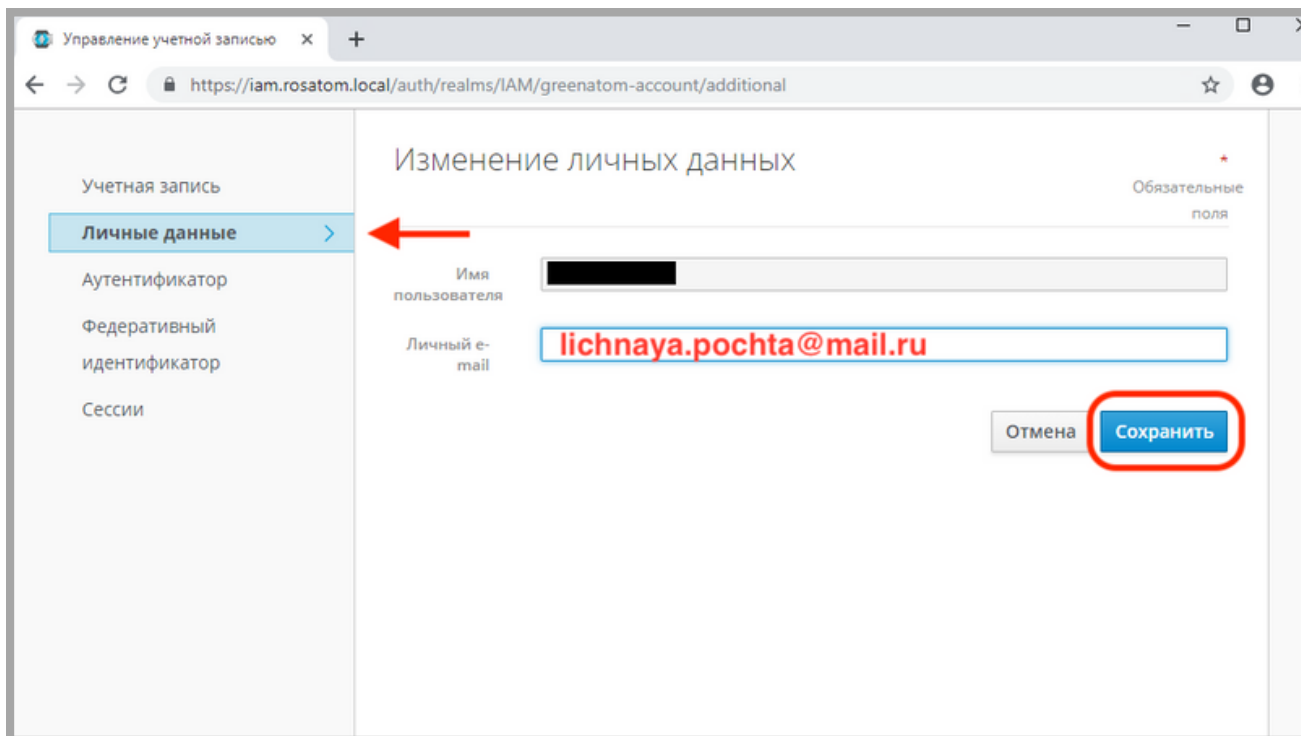 Управление учетной записью
https://iam.rosatom.local/auth/realms/IAM/greenatom-account/additional
Учетная запись
Личные данные
Аутентификатор
Федеративный
идентификатор
Сессии
Изменение личных данных
*
Обязательные
поля
Имя
пользователя
Личный e-
mail
lichnaya.pochta@mail.ru
Отмена
Сохранить